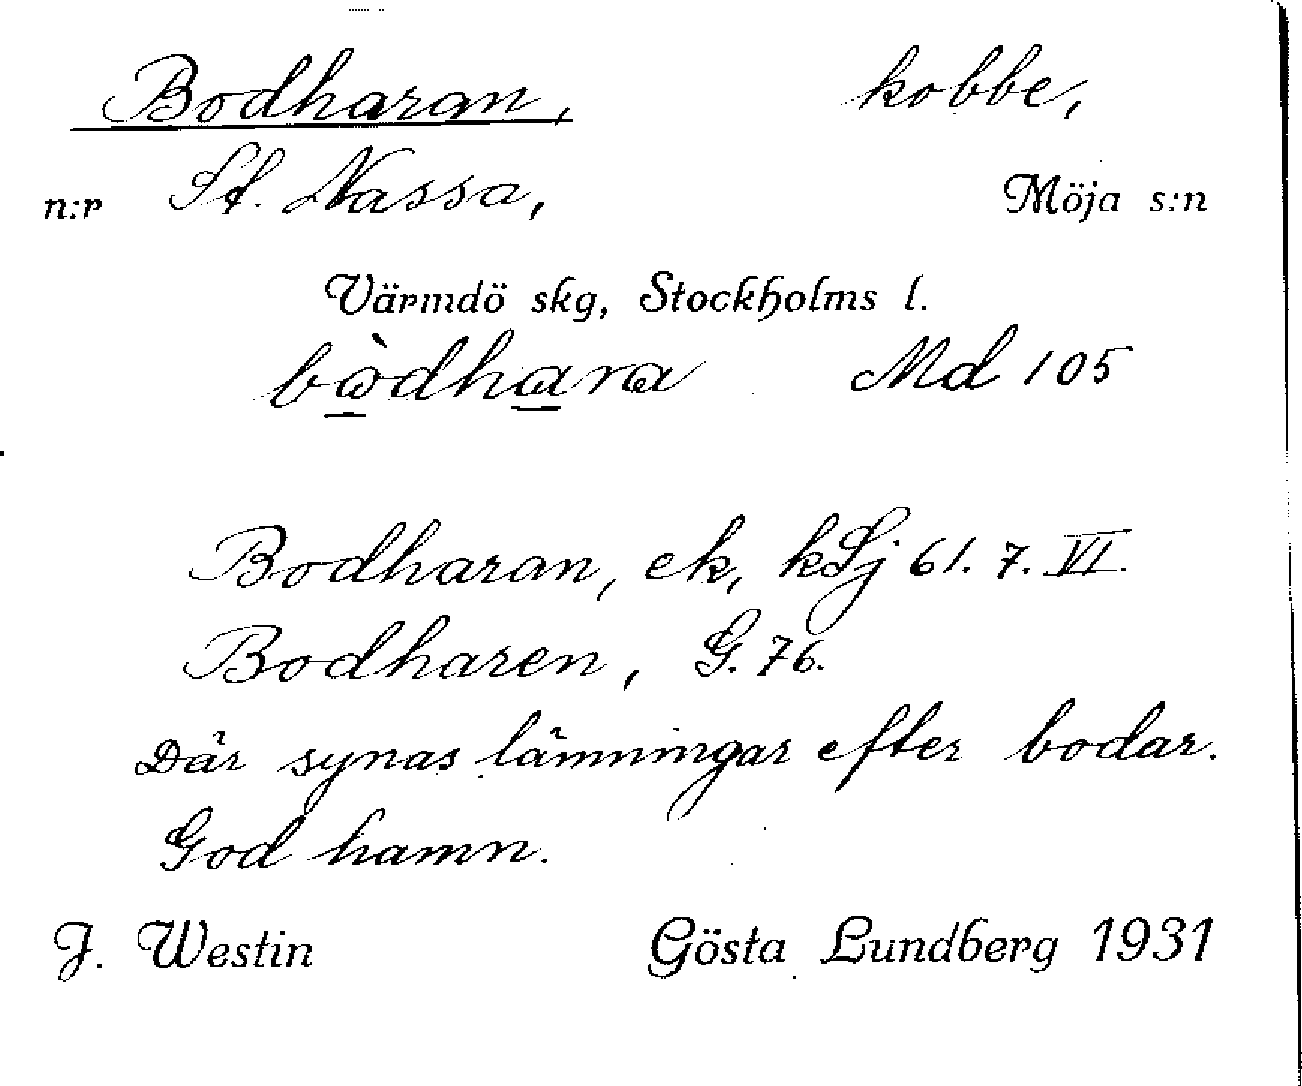 Bodharan, kobbe,
n:r St. Nassa, Möja s:n
Värmdö skg, Stockholms l.
bòdhara Md 105
Bodharan, ek, kSj 61. 7. VI.
Bodharen, G. 76.
Där synas lämningar efter bodar.
God hamn.
J. Westin Gösta Lundberg 1931